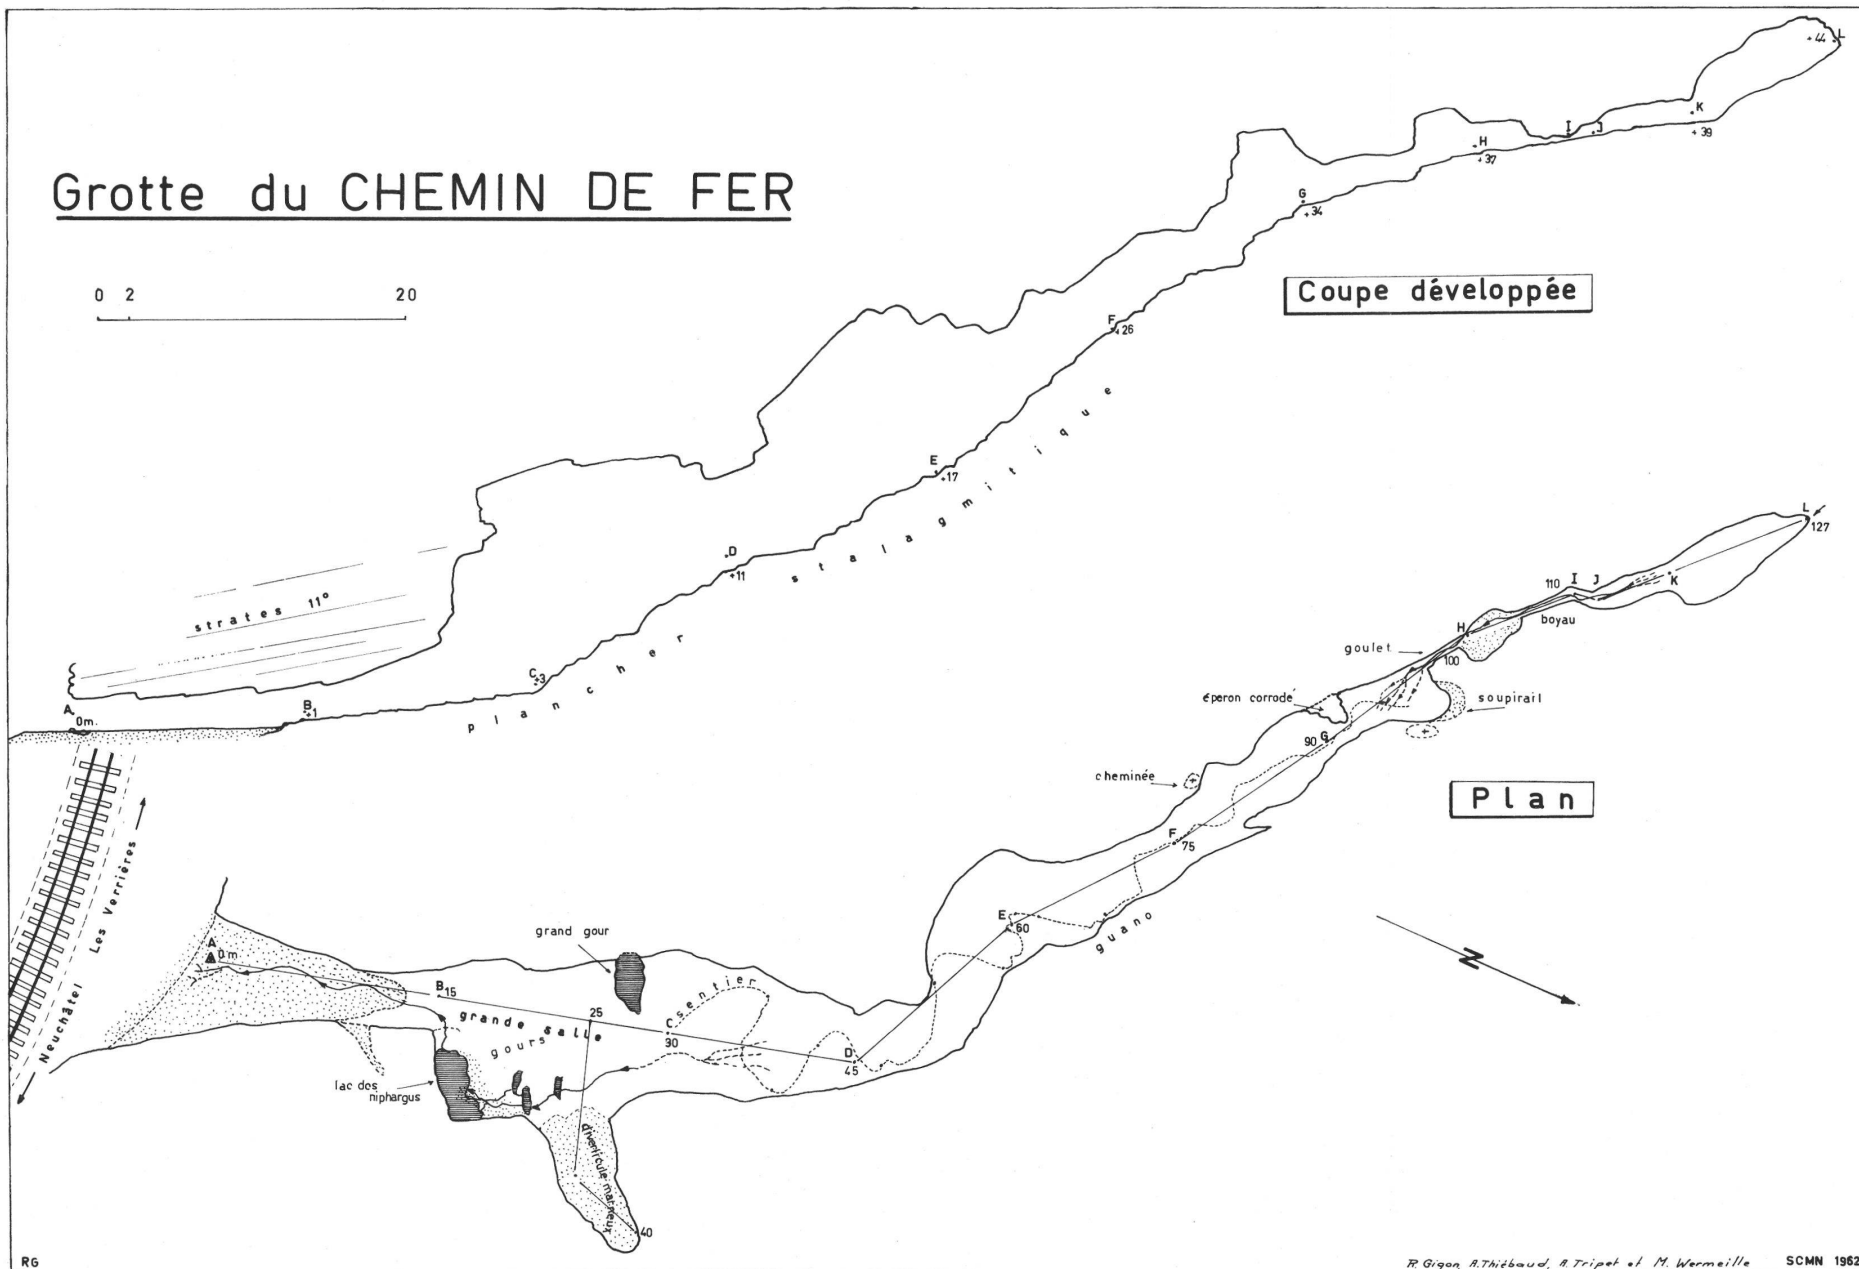 Grotte du CHEMIN DE FER
0 2 20
Coupe développée
strates 11°
plancher stalagmitique
A
0m.
B
+1
C
+3
D
+11
E
+17
F
+26
G
+34
H
+37
I
J
K
+39
+44
L
Plan
Neuchâtel
Les Verrières
A
0m
B 15
grande salle
25
C
30
sentier
grand gour
gours
lac des
niphargus
diverticule marneux
40
D
45
E
60
guano
F
75
cheminée
90 G
éperon corrodé
goulet
100
soupirail
H
boyau
110 I J
K
L
127
N
RG
R. Gigon, A. Thiébaud, A. Tripet et M. Wermeille SCMN 1962